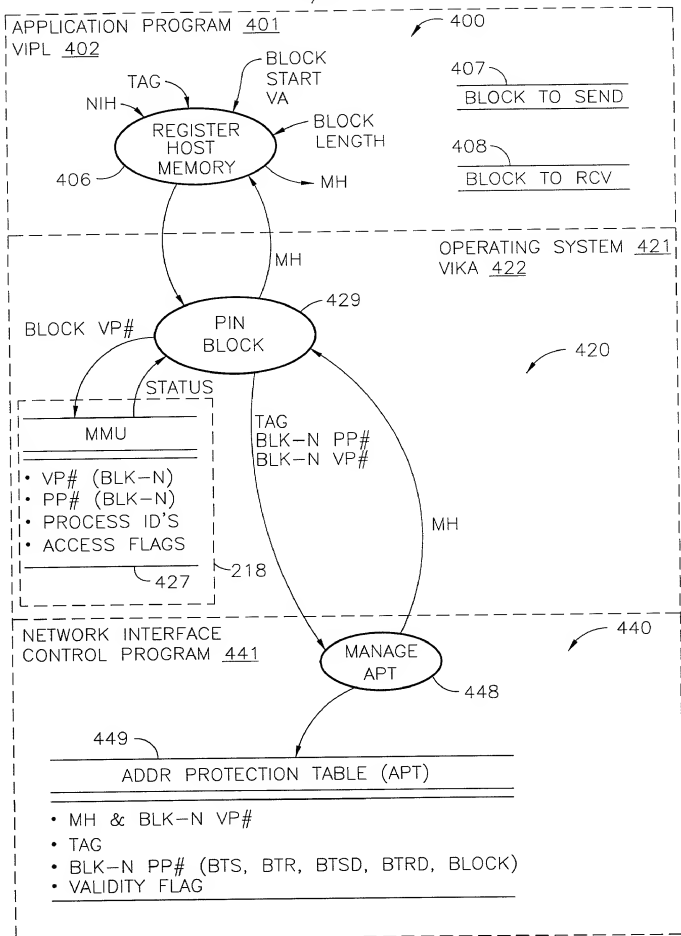 APPLICATION PROGRAM 401
VIPL 402
400
TAG
BLOCK
START
VA
NIH
BLOCK
LENGTH
REGISTER
HOST
MEMORY
406
MH
407
BLOCK TO SEND
408
BLOCK TO RCV
OPERATING SYSTEM 421
VIKA 422
MH
429
PIN
BLOCK
BLOCK VP#
420
STATUS
MMU
• VP# (BLK-N)
• PP# (BLK-N)
• PROCESS ID'S
• ACCESS FLAGS
427
218
TAG
BLK-N PP#
BLK-N VP#
MH
NETWORK INTERFACE
CONTROL PROGRAM 441
440
MANAGE
APT
448
449
ADDR PROTECTION TABLE (APT)
• MH & BLK-N VP#
• TAG
• BLK-N PP# (BTS, BTR, BTSD, BTRD, BLOCK)
• VALIDITY FLAG